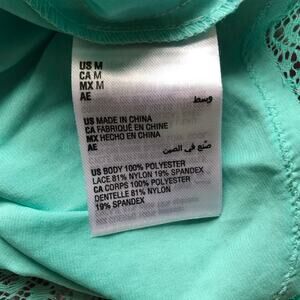 US M
CA M
MX M
AE وسط
US MADE IN CHINA
CA FABRIQUÉ EN CHINE
MX HECHO EN CHINA
AE صنع في الصين
US BODY 100% POLYESTER
LACE 81% NYLON 19% SPANDEX
CA CORPS 100% POLYESTER
DENTELLE 81% NYLON
19% SPANDEX